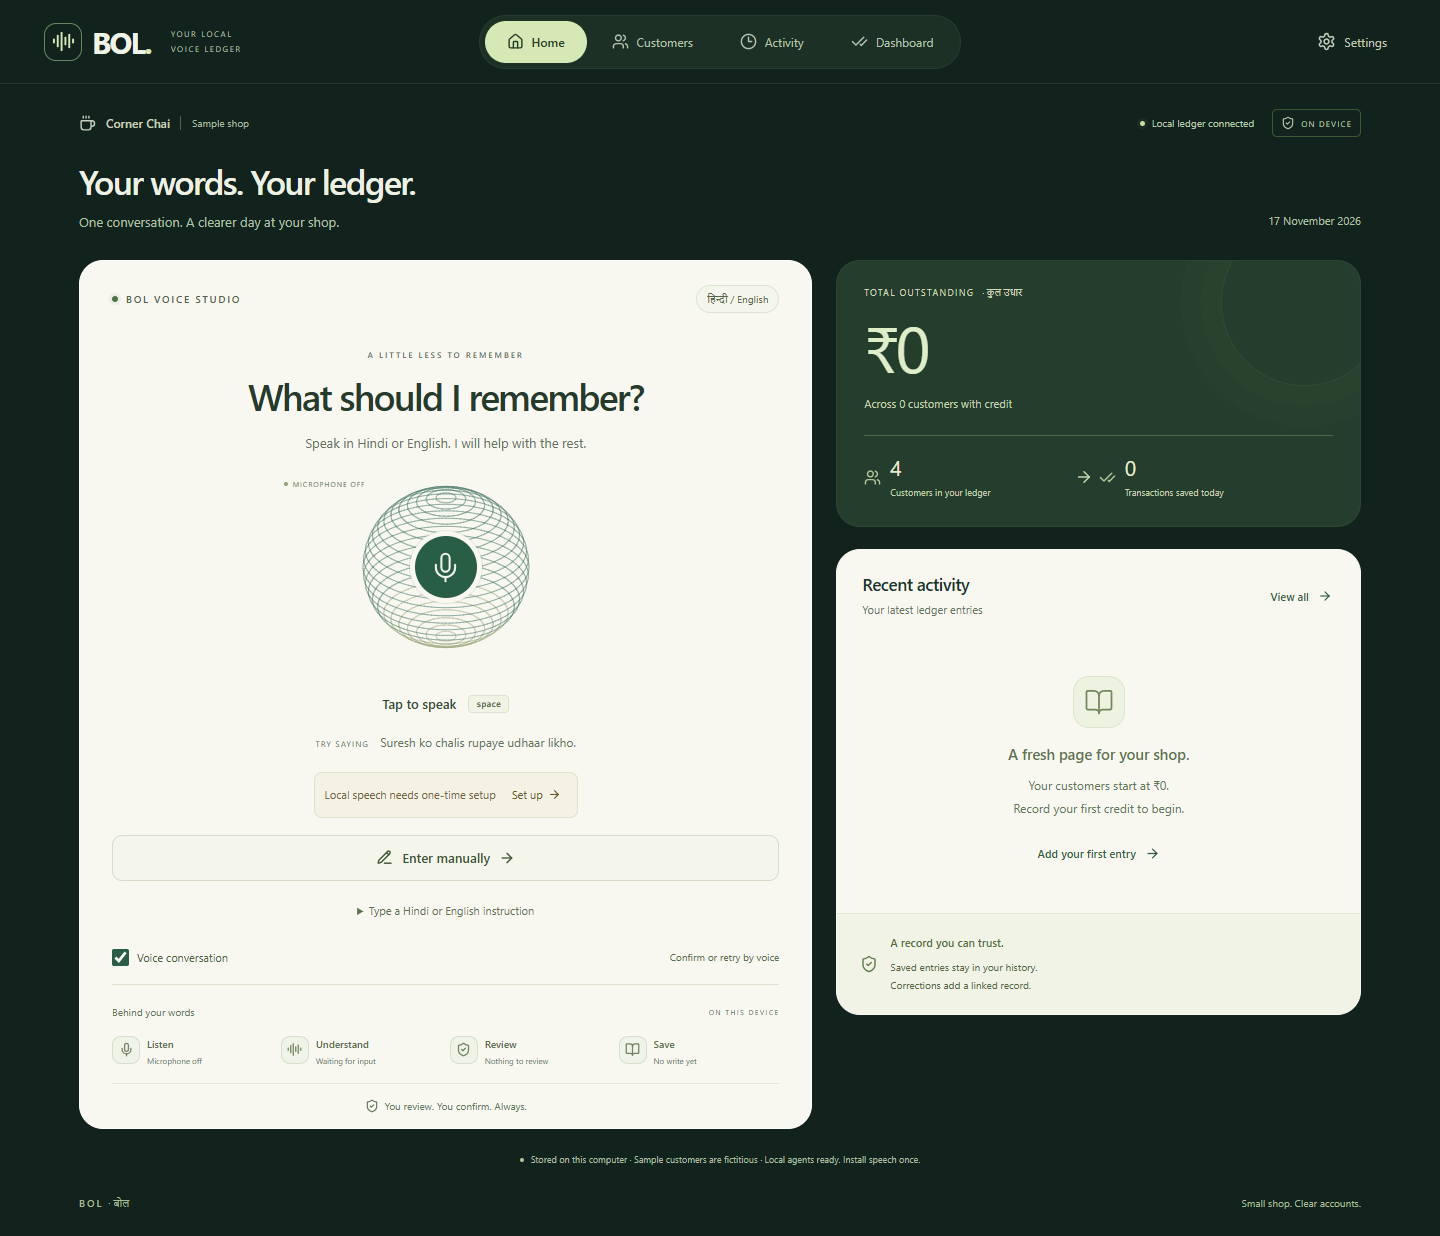 BOL.
YOUR LOCAL
VOICE LEDGER
Home
Customers
Activity
Dashboard
Settings
Corner Chai
Sample shop
Local ledger connected
ON DEVICE
Your words. Your ledger.
One conversation. A clearer day at your shop.
17 November 2026
BOL VOICE STUDIO
हिन्दी / English
A LITTLE LESS TO REMEMBER
What should I remember?
Speak in Hindi or English. I will help with the rest.
MICROPHONE OFF
Tap to speak space
TRY SAYING Suresh ko chalis rupaye udhaar likho.
Local speech needs one-time setup Set up
Enter manually
Type a Hindi or English instruction
Voice conversation
Confirm or retry by voice
Behind your words
ON THIS DEVICE
Listen
Microphone off
Understand
Waiting for input
Review
Nothing to review
Save
No write yet
You review. You confirm. Always.
TOTAL OUTSTANDING · कुल उधार
₹0
Across 0 customers with credit
4
Customers in your ledger
0
Transactions saved today
Recent activity
Your latest ledger entries
View all
A fresh page for your shop.
Your customers start at ₹0.
Record your first credit to begin.
Add your first entry
A record you can trust.
Saved entries stay in your history.
Corrections add a linked record.
Stored on this computer · Sample customers are fictitious · Local agents ready. Install speech once.
BOL · बोल
Small shop. Clear accounts.